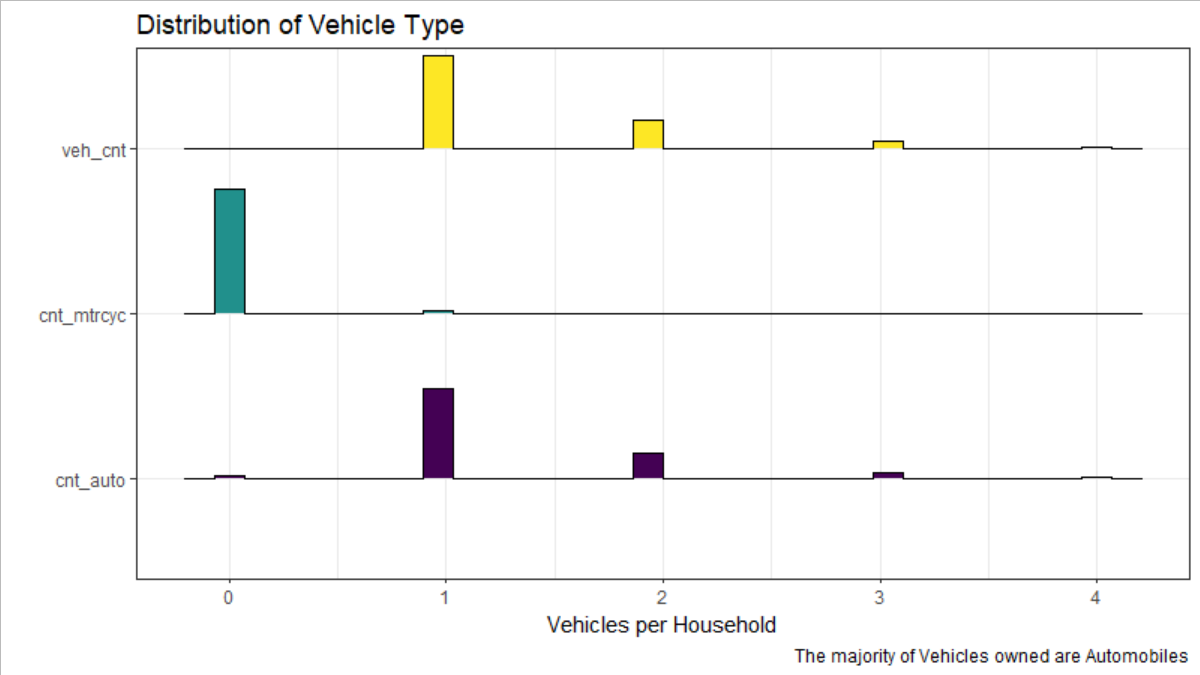 Distribution of Vehicle Type
veh_cnt
cnt_mtrcyc
cnt_auto
0 1 2 3 4
Vehicles per Household
The majority of Vehicles owned are Automobiles